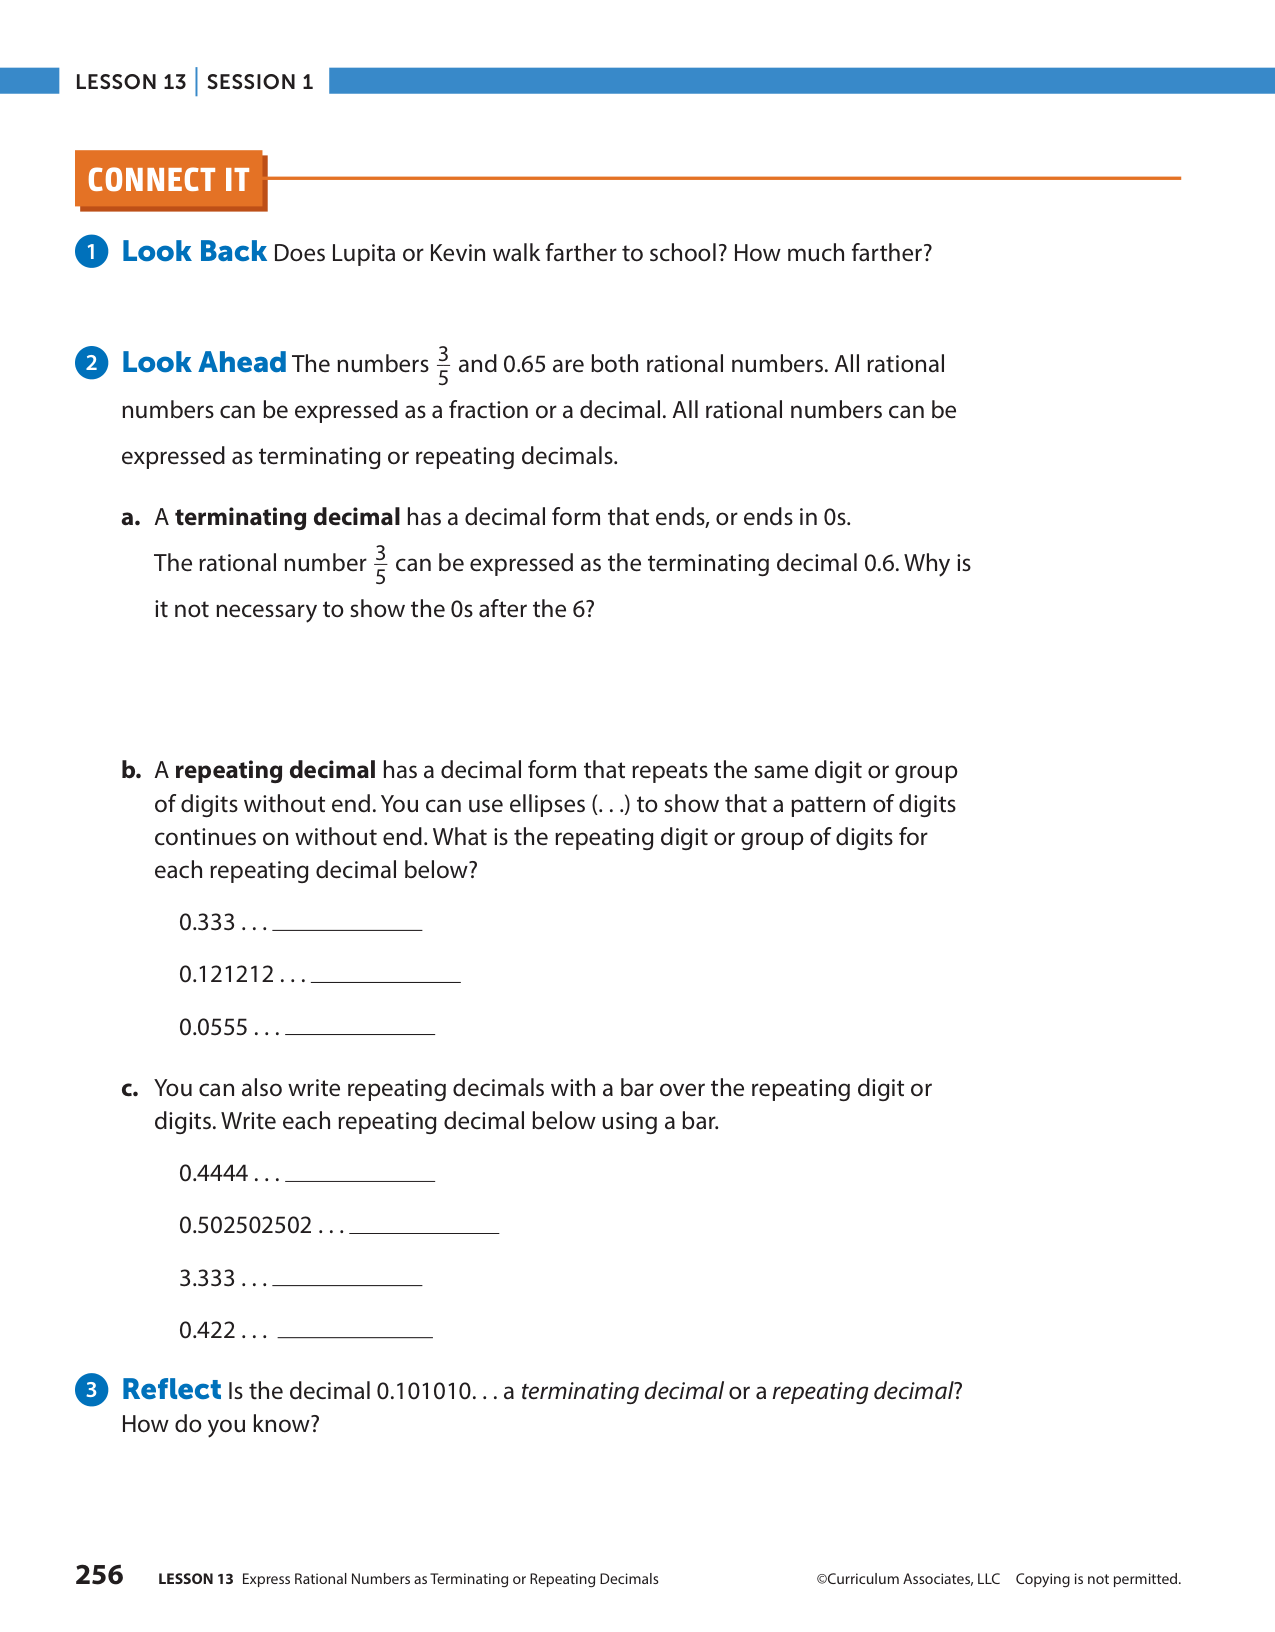 LESSON 13 | SESSION 1
CONNECT IT
1 Look Back Does Lupita or Kevin walk farther to school? How much farther?
2 Look Ahead The numbers 3/5 and 0.65 are both rational numbers. All rational
numbers can be expressed as a fraction or a decimal. All rational numbers can be
expressed as terminating or repeating decimals.
a. A terminating decimal has a decimal form that ends, or ends in 0s.
The rational number 3/5 can be expressed as the terminating decimal 0.6. Why is
it not necessary to show the 0s after the 6?
b. A repeating decimal has a decimal form that repeats the same digit or group
of digits without end. You can use ellipses (. . .) to show that a pattern of digits
continues on without end. What is the repeating digit or group of digits for
each repeating decimal below?
0.333 . . . ____________
0.121212 . . . ____________
0.0555 . . . ____________
c. You can also write repeating decimals with a bar over the repeating digit or
digits. Write each repeating decimal below using a bar.
0.4444 . . . ____________
0.502502502 . . . ____________
3.333 . . . ____________
0.422 . . . ____________
3 Reflect Is the decimal 0.101010. . . a terminating decimal or a repeating decimal?
How do you know?
256 LESSON 13 Express Rational Numbers as Terminating or Repeating Decimals ©Curriculum Associates, LLC Copying is not permitted.